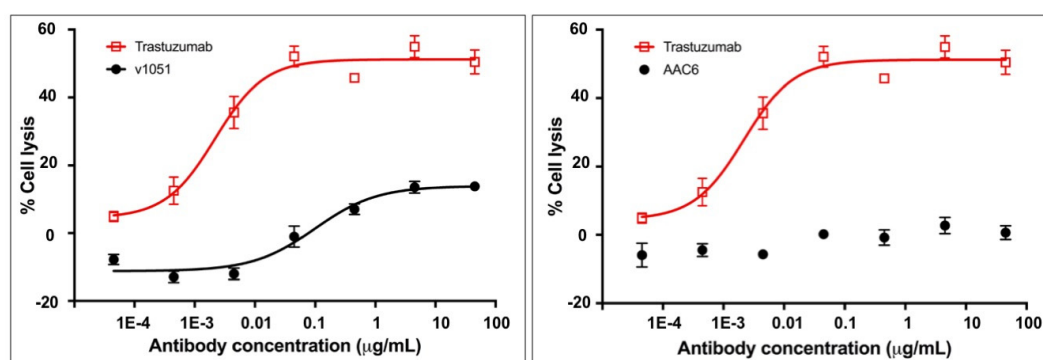 60
40
20
0
-20
% Cell lysis
Trastuzumab
v1051
1E-4 1E-3 0.01 0.1 1 10 100
Antibody concentration (μg/mL)
60
40
20
0
-20
% Cell lysis
Trastuzumab
AAC6
1E-4 1E-3 0.01 0.1 1 10 100
Antibody concentration (μg/mL)